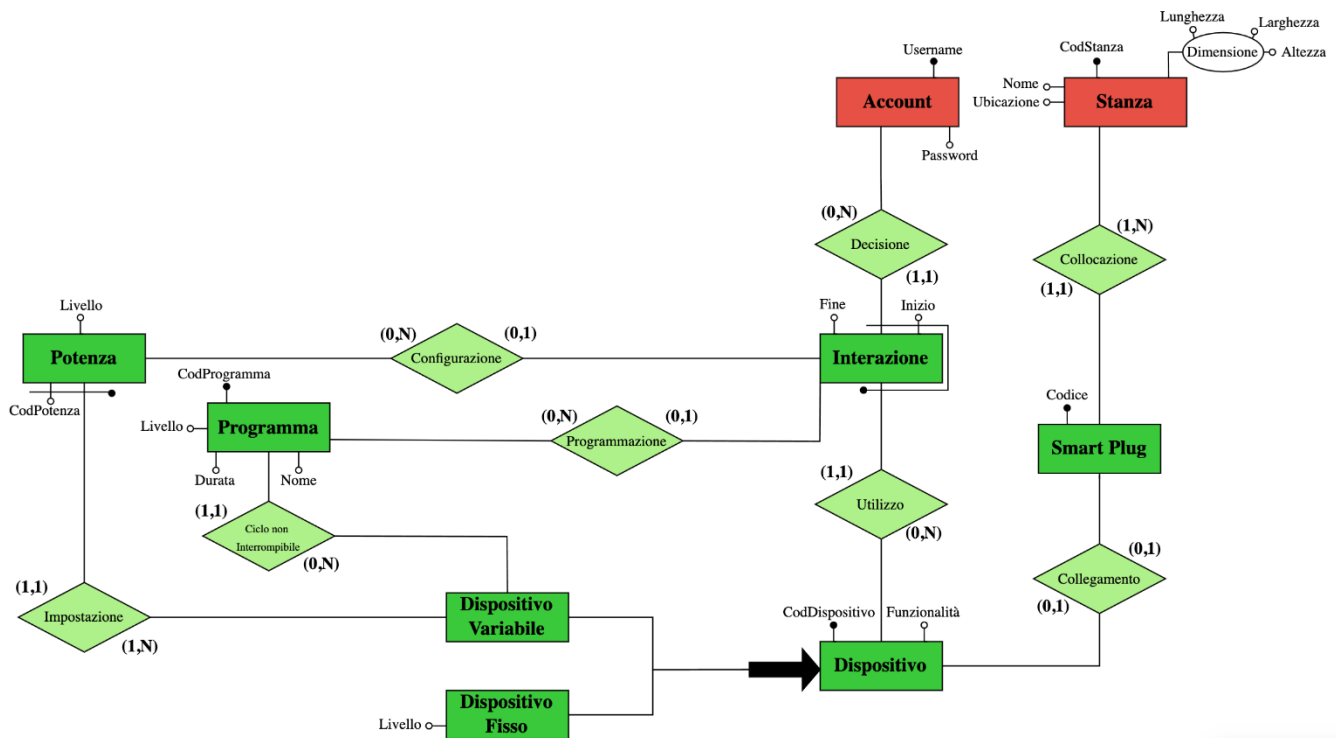 Lunghezza
Larghezza
Username
CodStanza
Dimensione
Altezza
Nome
Account
Stanza
Ubicazione
Password
(0,N)
(1,N)
Decisione
Collocazione
(1,1)
(1,1)
Livello
Fine
Inizio
(0,N)
(0,1)
Potenza
Configurazione
Interazione
CodProgramma
CodPotenza
Codice
(0,N)
(0,1)
Livello
Programma
Programmazione
Smart Plug
Durata
Nome
(1,1)
(1,1)
Ciclo non
Interrompibile
Utilizzo
(0,N)
(0,N)
(0,1)
(1,1)
Collegamento
Impostazione
Dispositivo
Variabile
CodDispositivo
Funzionalità
(0,1)
(1,N)
Dispositivo
Dispositivo
Fisso
Livello